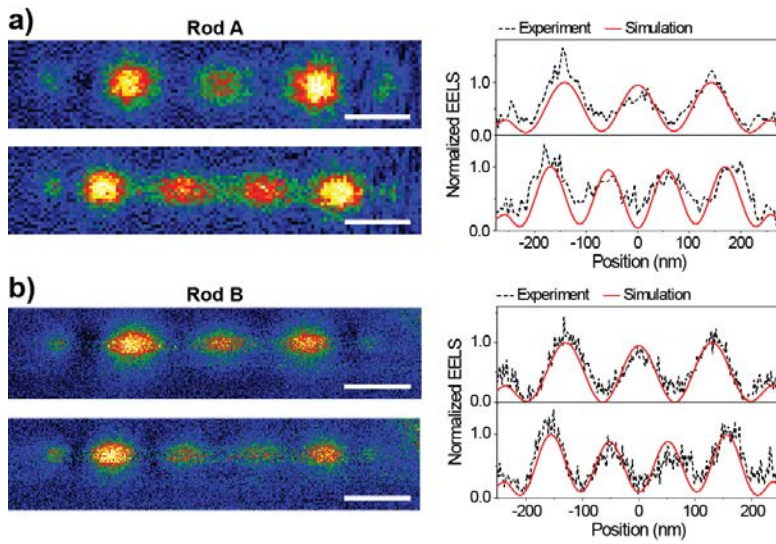 a)
Rod A
Experiment Simulation
Normalized EELS
1.0
0.0
1.0
0.0
-200 -100 0 100 200
Position (nm)
b)
Rod B
Experiment Simulation
Normalized EELS
1.0
0.0
1.0
0.0
-200 -100 0 100 200
Position (nm)